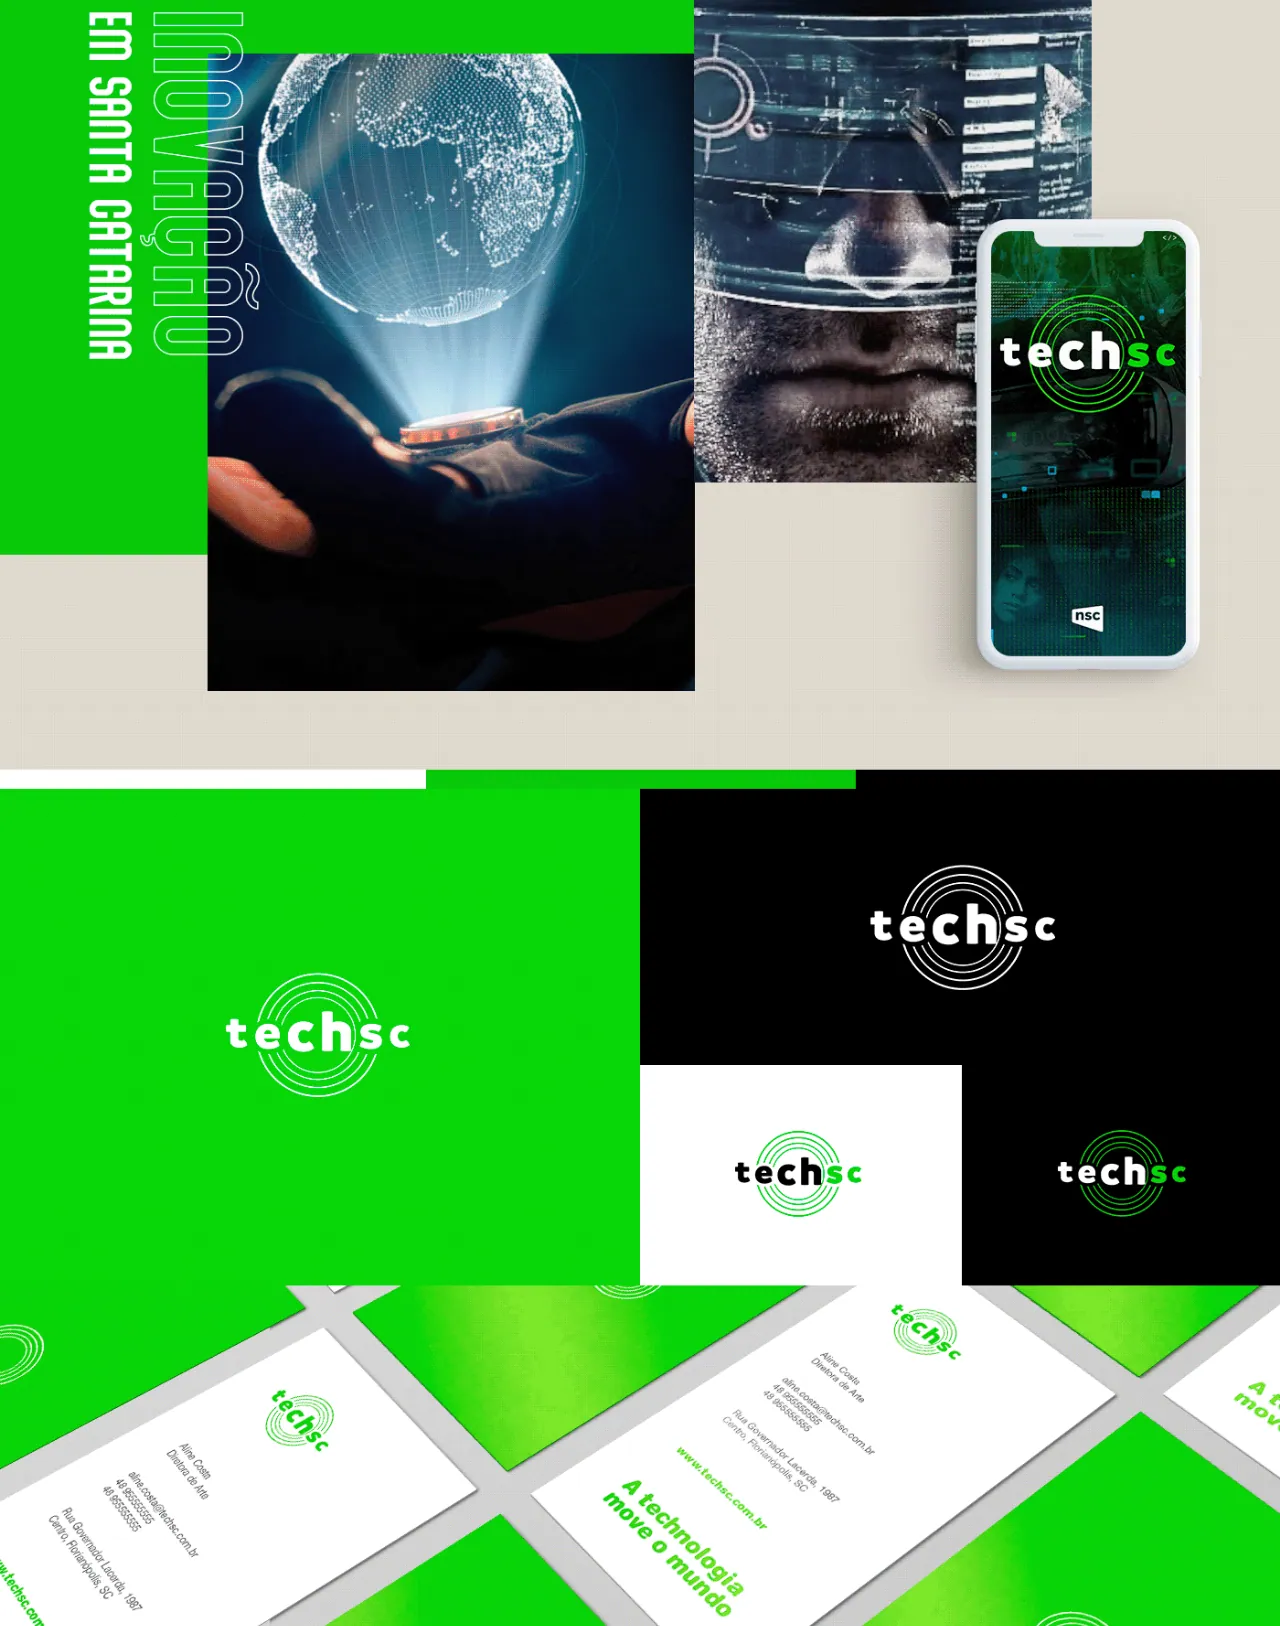 INOVAÇÃO
EM SANTA CATARINA
</>
techsc
nsc
techsc
techsc
techsc
techsc
techsc
Aline Costa
Diretora de Arte
aline.costa@techsc.com.br
48 955555555
48 955555555
Rua Governador Lacerda, 1987
Centro, Florianópolis, SC
techsc
Aline Costa
Diretora de Arte
aline.costa@techsc.com.br
48 955555555
48 955555555
Rua Governador Lacerda, 1987
Centro, Florianópolis, SC
www.techsc.com.br
A technologia
move o mundo